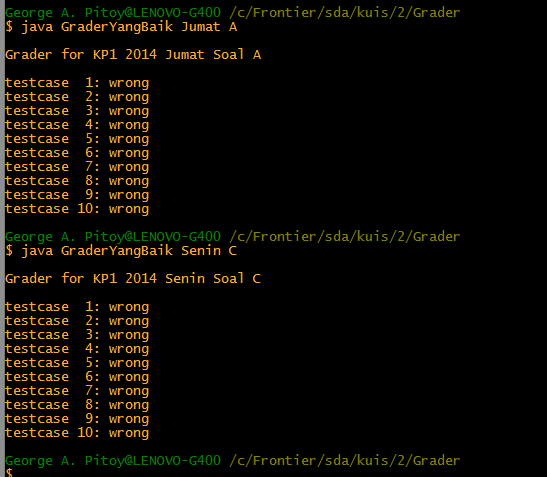 George A. Pitoy@LENOVO-G400 /c/Frontier/sda/kuis/2/Grader
$ java GraderYangBaik Jumat A
Grader for KP1 2014 Jumat Soal A
testcase  1: wrong
testcase  2: wrong
testcase  3: wrong
testcase  4: wrong
testcase  5: wrong
testcase  6: wrong
testcase  7: wrong
testcase  8: wrong
testcase  9: wrong
testcase 10: wrong
George A. Pitoy@LENOVO-G400 /c/Frontier/sda/kuis/2/Grader
$ java GraderYangBaik Senin C
Grader for KP1 2014 Senin Soal C
testcase  1: wrong
testcase  2: wrong
testcase  3: wrong
testcase  4: wrong
testcase  5: wrong
testcase  6: wrong
testcase  7: wrong
testcase  8: wrong
testcase  9: wrong
testcase 10: wrong
George A. Pitoy@LENOVO-G400 /c/Frontier/sda/kuis/2/Grader
$